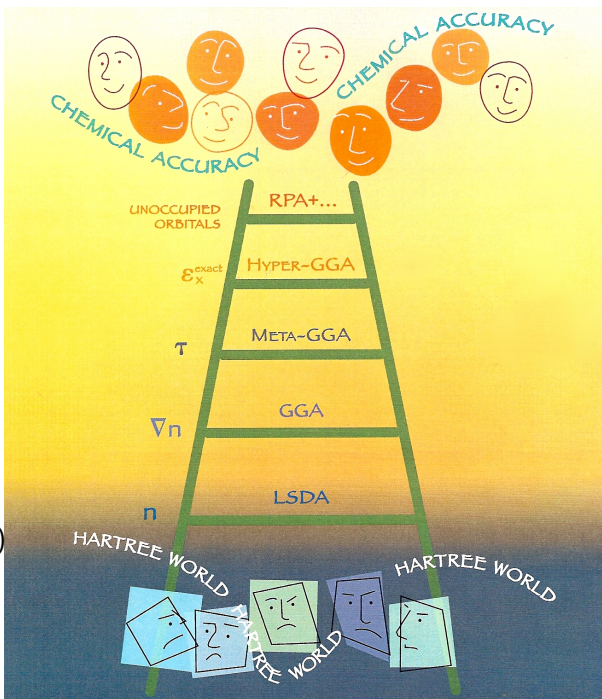 CHEMICAL ACCURACY
CHEMICAL ACCURACY
UNOCCUPIED
ORBITALS
RPA+...
ε
exact
x
HYPER-GGA
τ
META-GGA
∇n
GGA
n
LSDA
)
HARTREE WORLD
HARTREE WORLD
HARTREE WORLD